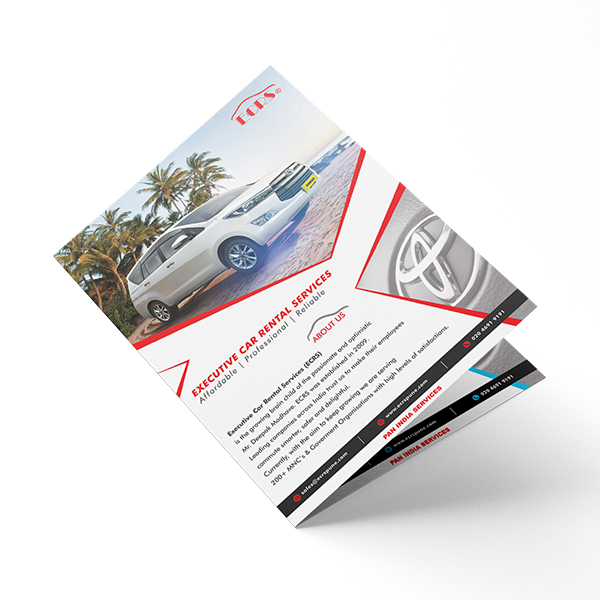 ECRS®
EXECUTIVE CAR RENTAL SERVICES
Affordable | Professional | Reliable
ABOUT US
Executive Car Rental Services (ECRS)
is the growing brain child of the passionate and optimistic
Mr. Deepak Madhare. ECRS was established in 2009.
Leading companies across India trust us to make their employees
commute smarter, safer and delightful.
Currently, with the aim to keep growing we are serving
200+ MNC's & Goverment Organisations with high levels of satisfactions.
sales@ecrspune.com
www.ecrspune.com
020 4691 9191
PAN INDIA SERVICES
www.ecrspune.com
020 4691 9191
PAN INDIA SERVICES